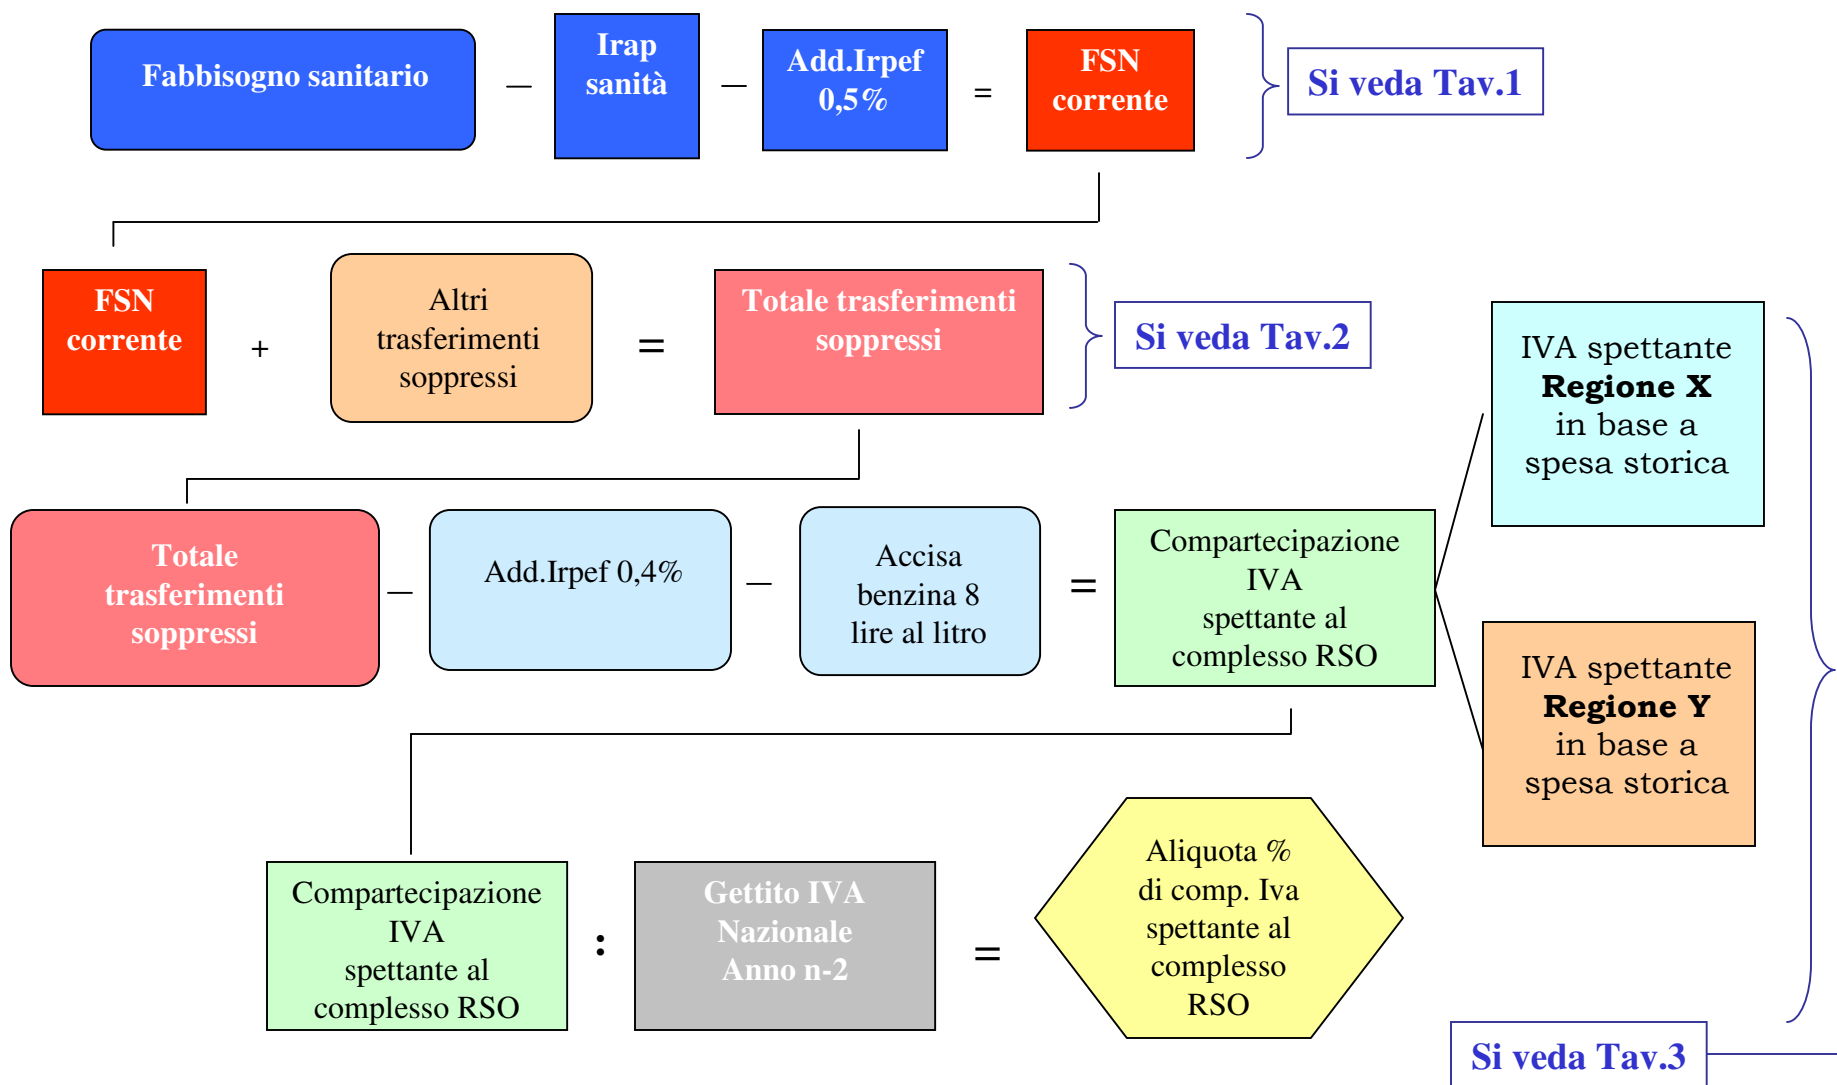 Fabbisogno sanitario
–
Irap
sanità
–
Add.Irpef
0,5%
=
FSN
corrente
Si veda Tav.1
FSN
corrente
+
Altri
trasferimenti
soppressi
=
Totale trasferimenti
soppressi
Si veda Tav.2
Totale
trasferimenti
soppressi
–
Add.Irpef 0,4%
–
Accisa
benzina 8
lire al litro
=
Compartecipazione
IVA
spettante al
complesso RSO
IVA spettante
Regione X
in base a
spesa storica
IVA spettante
Regione Y
in base a
spesa storica
Compartecipazione
IVA
spettante al
complesso RSO
:
Gettito IVA
Nazionale
Anno n-2
=
Aliquota %
di comp. Iva
spettante al
complesso
RSO
Si veda Tav.3